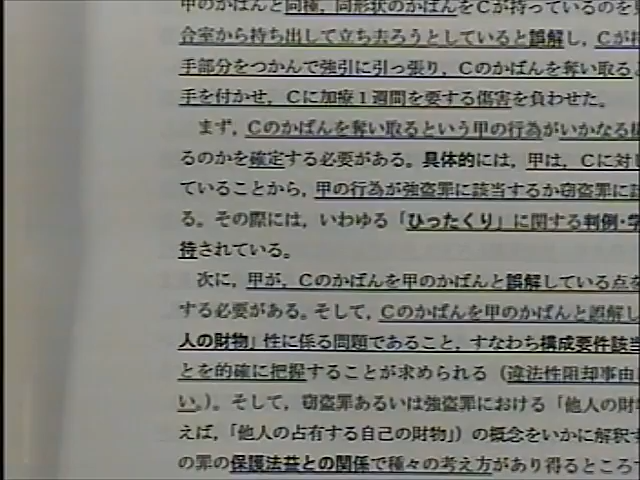 甲のかばんと同種，同形状のかばんをCが持っているのを
合室から持ち出して立ち去ろうとしていると誤解し，Cが持
手部分をつかんで強引に引っ張り，Cのかばんを奪い取る
手を付かせ，Cに加療１週間を要する傷害を負わせた。
まず，Cのかばんを奪い取るという甲の行為がいかなる
るのかを確定する必要がある。具体的には，甲は，Cに対し
ていることから，甲の行為が強盗罪に該当するか窃盗罪に
る。その際には，いわゆる「ひったくり」に関する判例・学
待されている。
次に，甲が，Cのかばんを甲のかばんと誤解している点を
する必要がある。そして，Cのかばんを甲のかばんと誤解し
人の財物」性に係る問題であること，すなわち構成要件該当
とを的確に把握することが求められる（違法性阻却事由
い。）。そして，窃盗罪あるいは強盗罪における「他人の財物
えば，「他人の占有する自己の財物」）の概念をいかに解釈す
の罪の保護法益との関係で種々の考え方があり得るところで